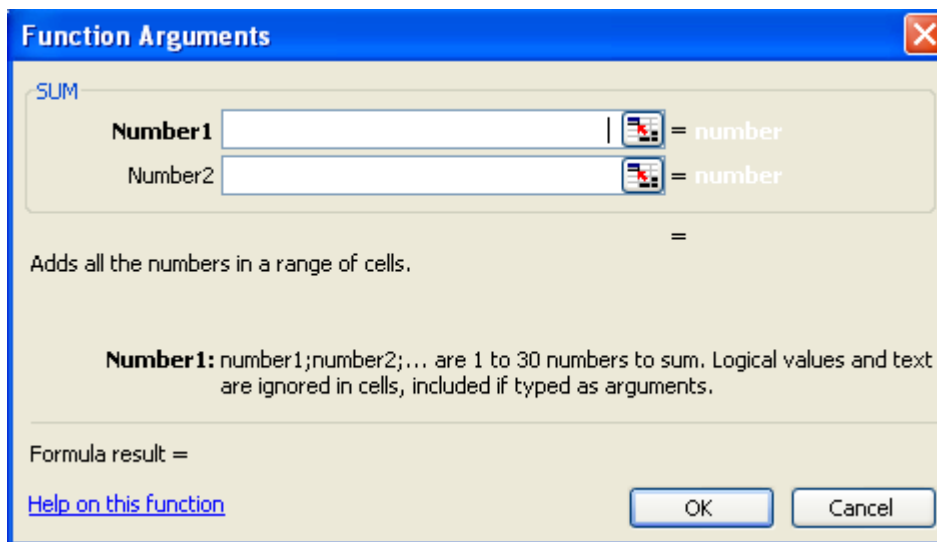 Function Arguments
SUM
Number1 = number
Number2 = number
=
Adds all the numbers in a range of cells.
Number1: number1;number2;... are 1 to 30 numbers to sum. Logical values and text
are ignored in cells, included if typed as arguments.
Formula result =
Help on this function
OK Cancel